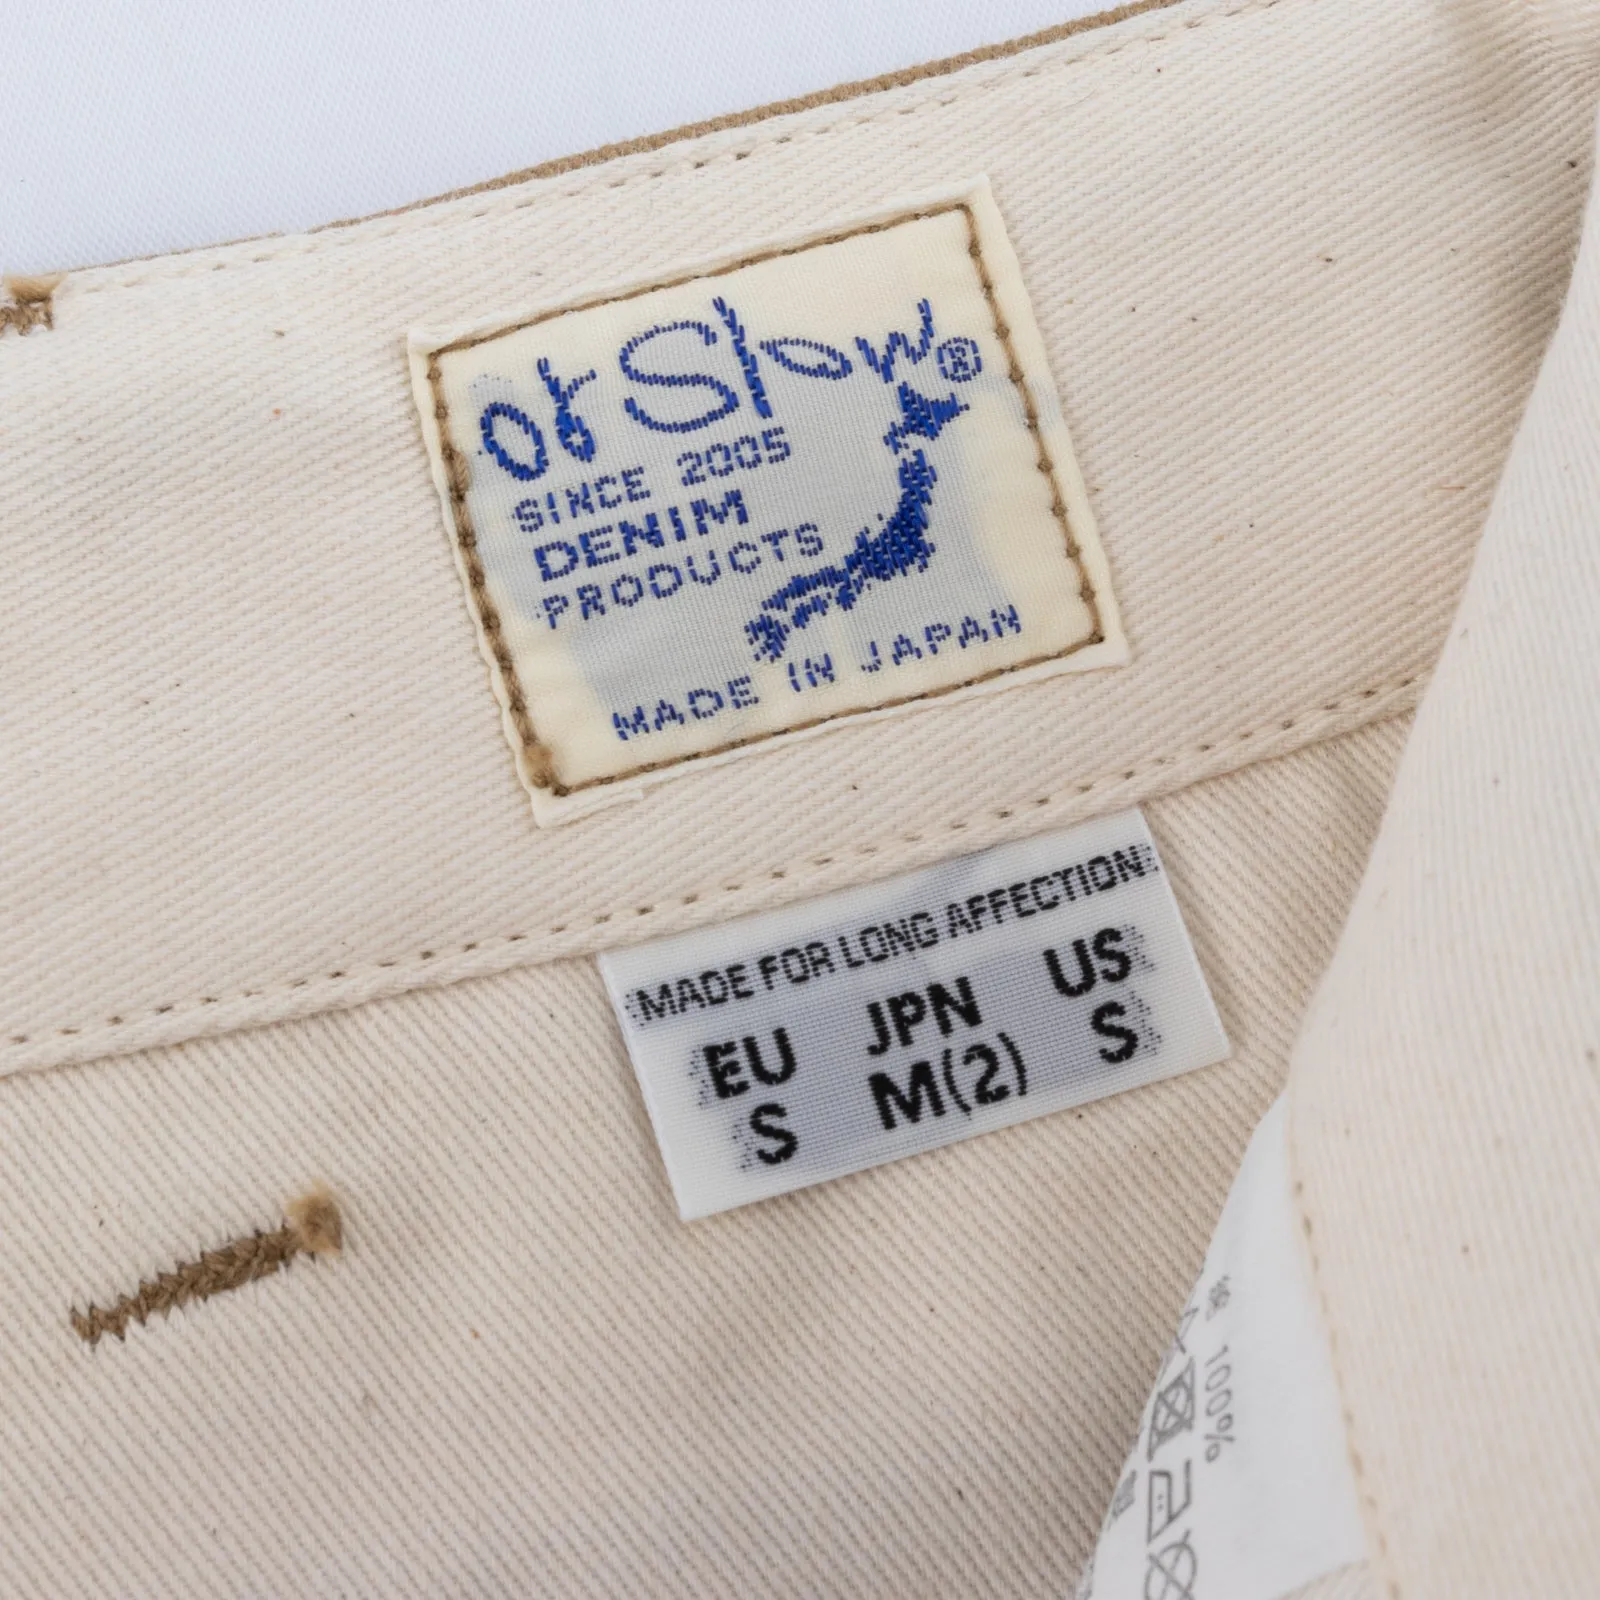 orSlow®
SINCE 2005
DENIM
PRODUCTS
MADE IN JAPAN
MADE FOR LONG AFFECTION
EU JPN US
S M(2) S
100%